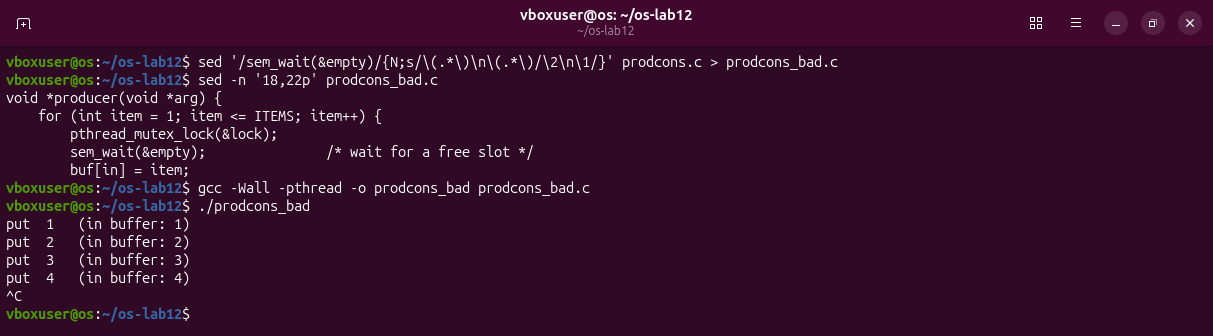 vboxuser@os: ~/os-lab12
~/os-lab12
vboxuser@os:~/os-lab12$ sed '/sem_wait(&empty)/{N;s/\(.*\)\n\(.*\)/\2\n\1/}' prodcons.c > prodcons_bad.c
vboxuser@os:~/os-lab12$ sed -n '18,22p' prodcons_bad.c
void *producer(void *arg) {
    for (int item = 1; item <= ITEMS; item++) {
        pthread_mutex_lock(&lock);
        sem_wait(&empty);               /* wait for a free slot */
        buf[in] = item;
vboxuser@os:~/os-lab12$ gcc -Wall -pthread -o prodcons_bad prodcons_bad.c
vboxuser@os:~/os-lab12$ ./prodcons_bad
put  1   (in buffer: 1)
put  2   (in buffer: 2)
put  3   (in buffer: 3)
put  4   (in buffer: 4)
^C
vboxuser@os:~/os-lab12$